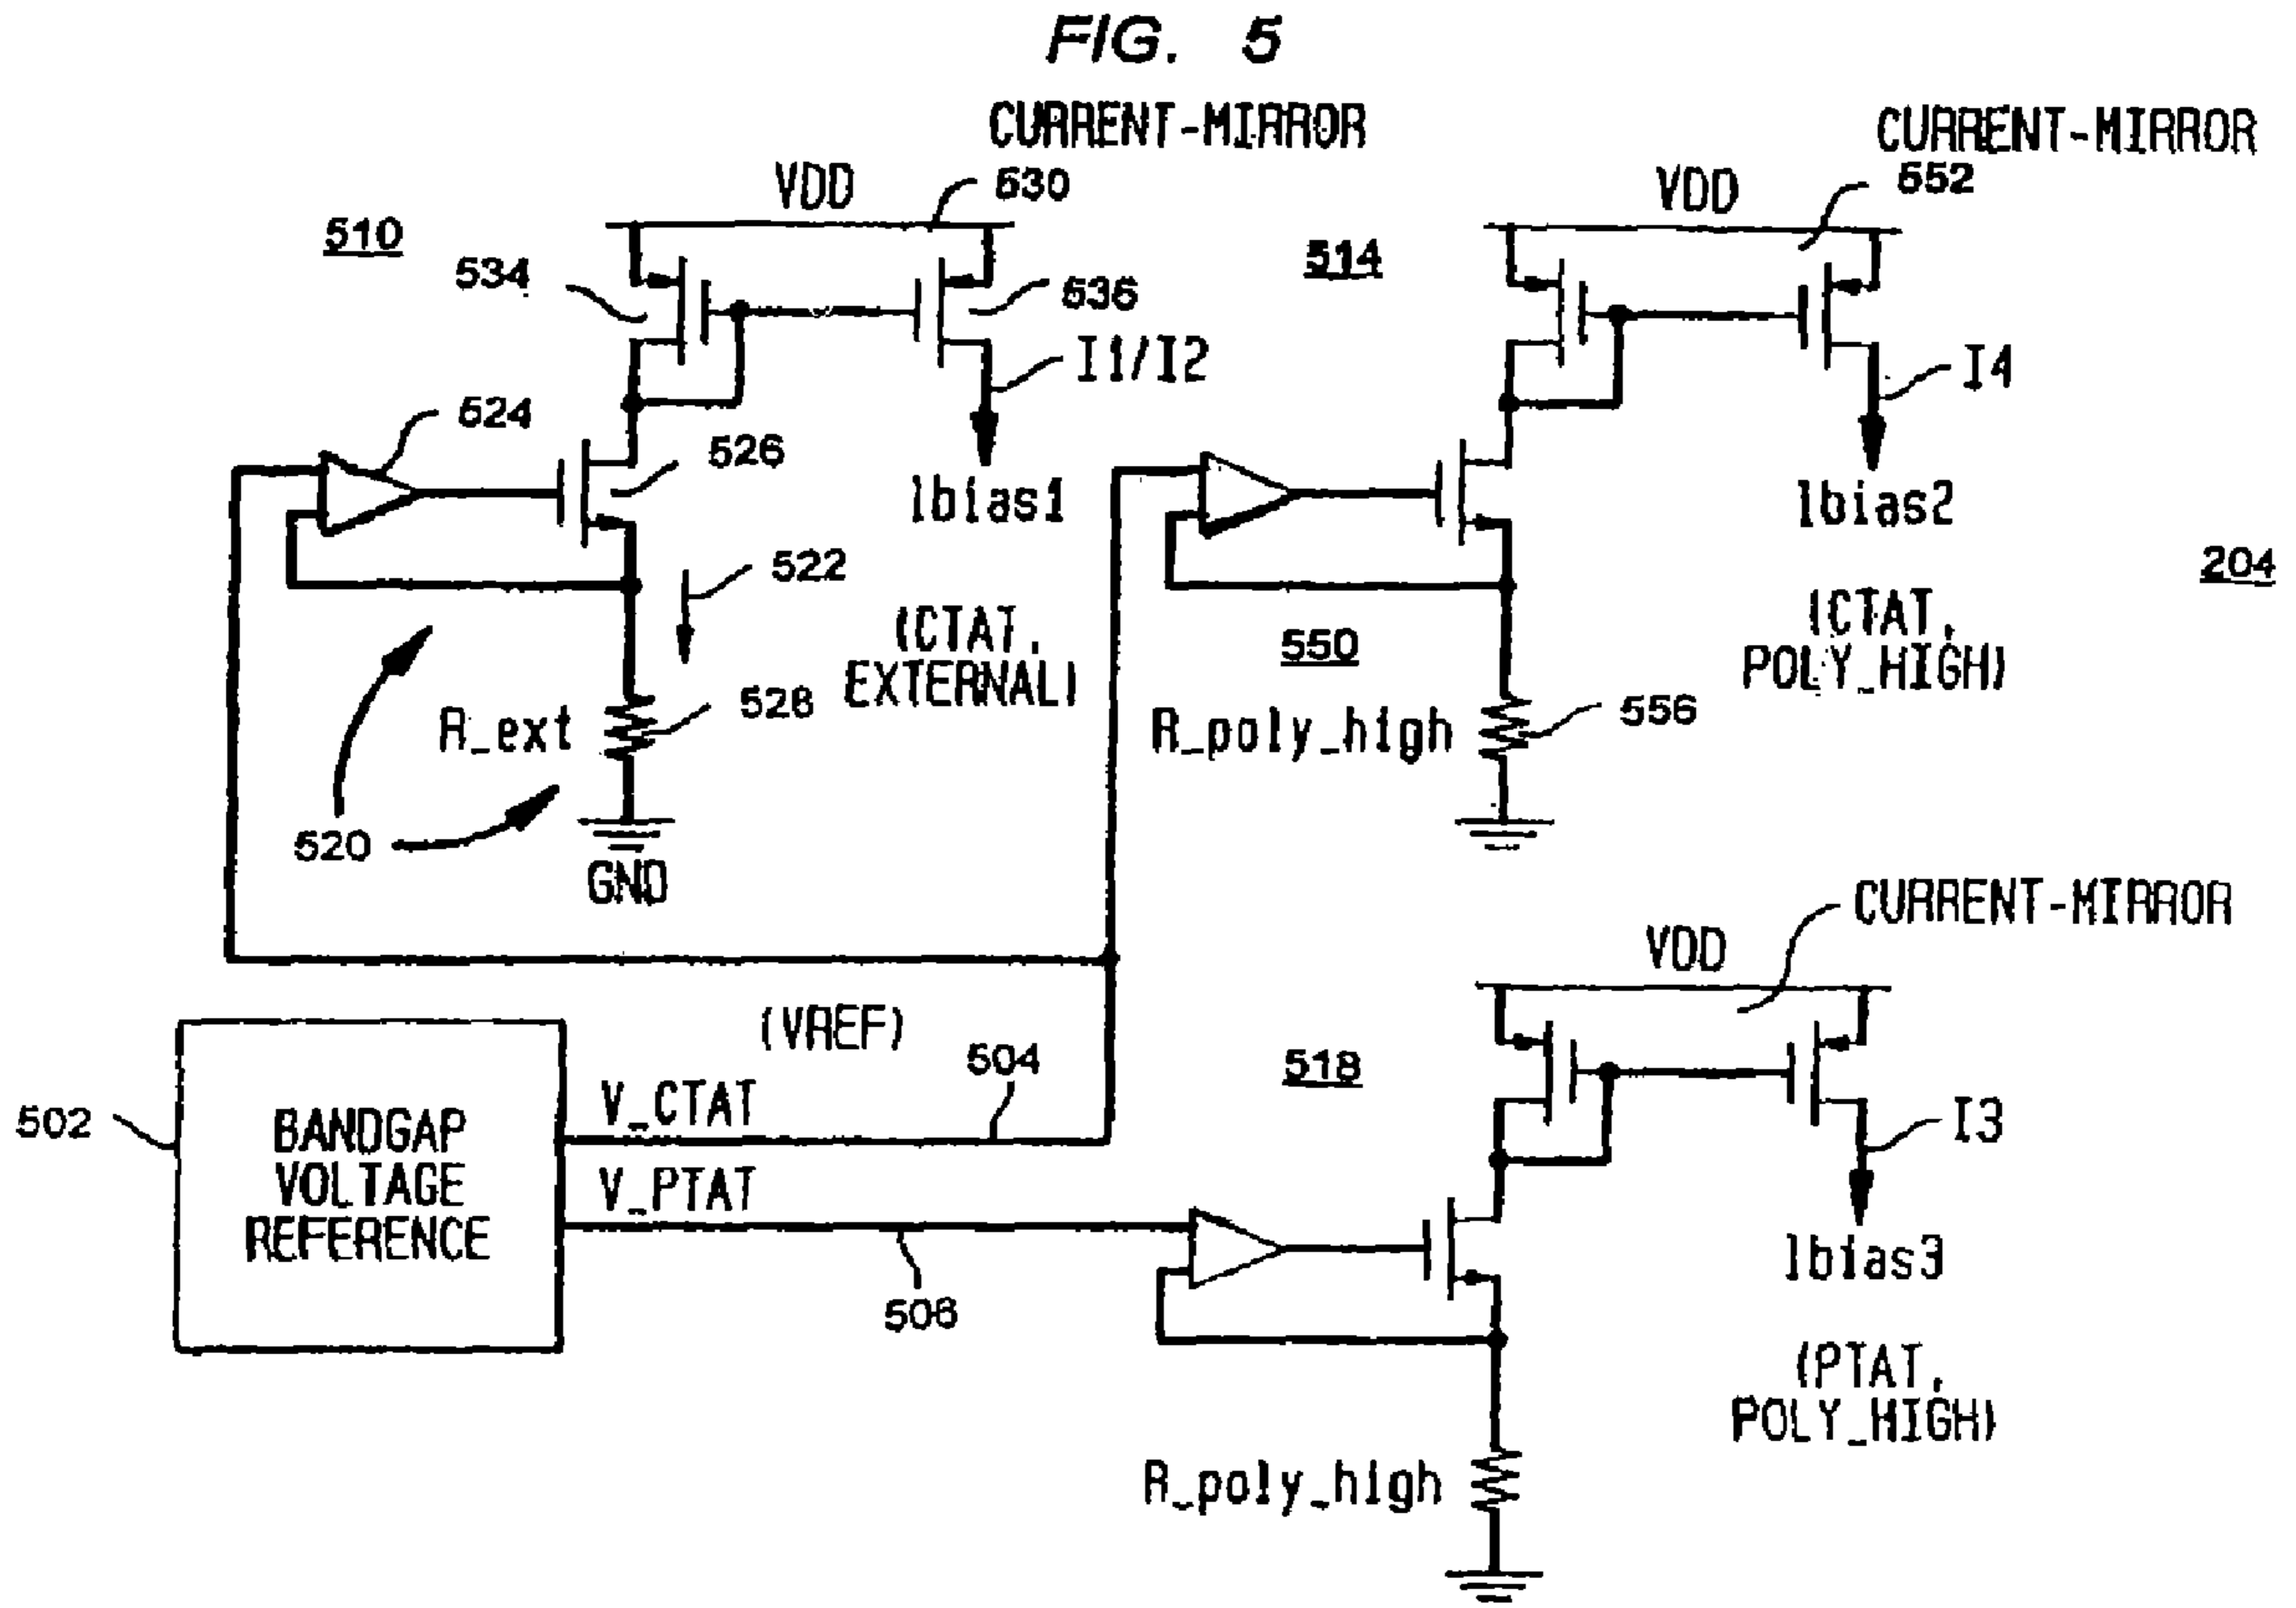 FIG. 5
CURRENT-MIRROR
530
VDD
510
534
536
I1/I2
Ibias1
524
526
522
(CTAT,
EXTERNAL)
528
R_ext
520
GND
CURRENT-MIRROR
552
VDD
514
I4
Ibias2
204
(CTAT,
POLY_HIGH)
550
556
R_poly_high
(VREF)
504
V_CTAT
V_PTAT
506
502
BANDGAP
VOLTAGE
REFERENCE
CURRENT-MIRROR
VDD
518
I3
Ibias3
(PTAT,
POLY_HIGH)
R_poly_high